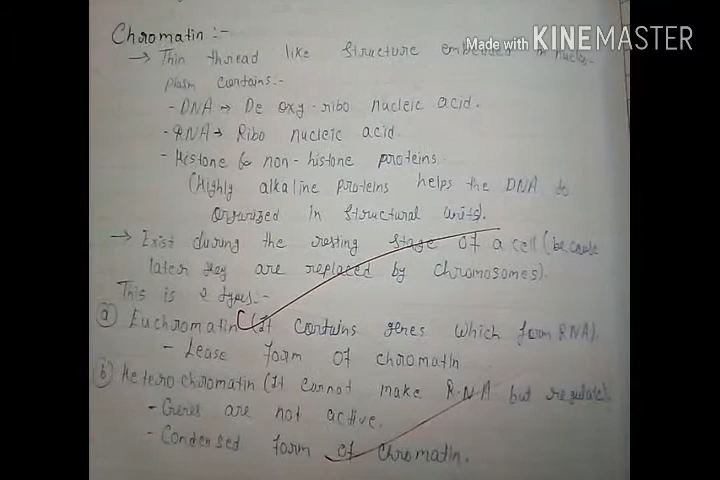 Chromatin :-
→ Thin thread like structure embedded in nucleo-
Made with KINEMASTER
plasm contains:-
- DNA → De oxy-ribo nucleic acid.
- RNA → Ribo nucleic acid.
- Histone & non-histone proteins
(Highly alkaline proteins helps the DNA to
organized in structural units).
→ Exist during the resting stage of a cell (because
later they are replaced by chromosomes).
This is 2 types:-
(a) Euchromatin (It contains genes which form RNA)
- Lease form of chromatin
(b) Hetero chromatin (It cannot make R.N.A but regulate).
- Genes are not active.
- Condensed form of chromatin.